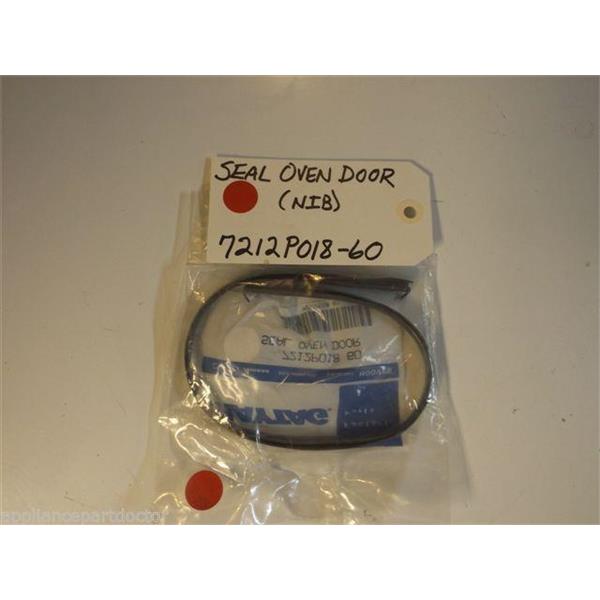 SEAL OVEN DOOR
(NIB)
7212P018-60
SEAL OVEN DOOR
7212P018 60
MAYTAG
appliancepartdoctor